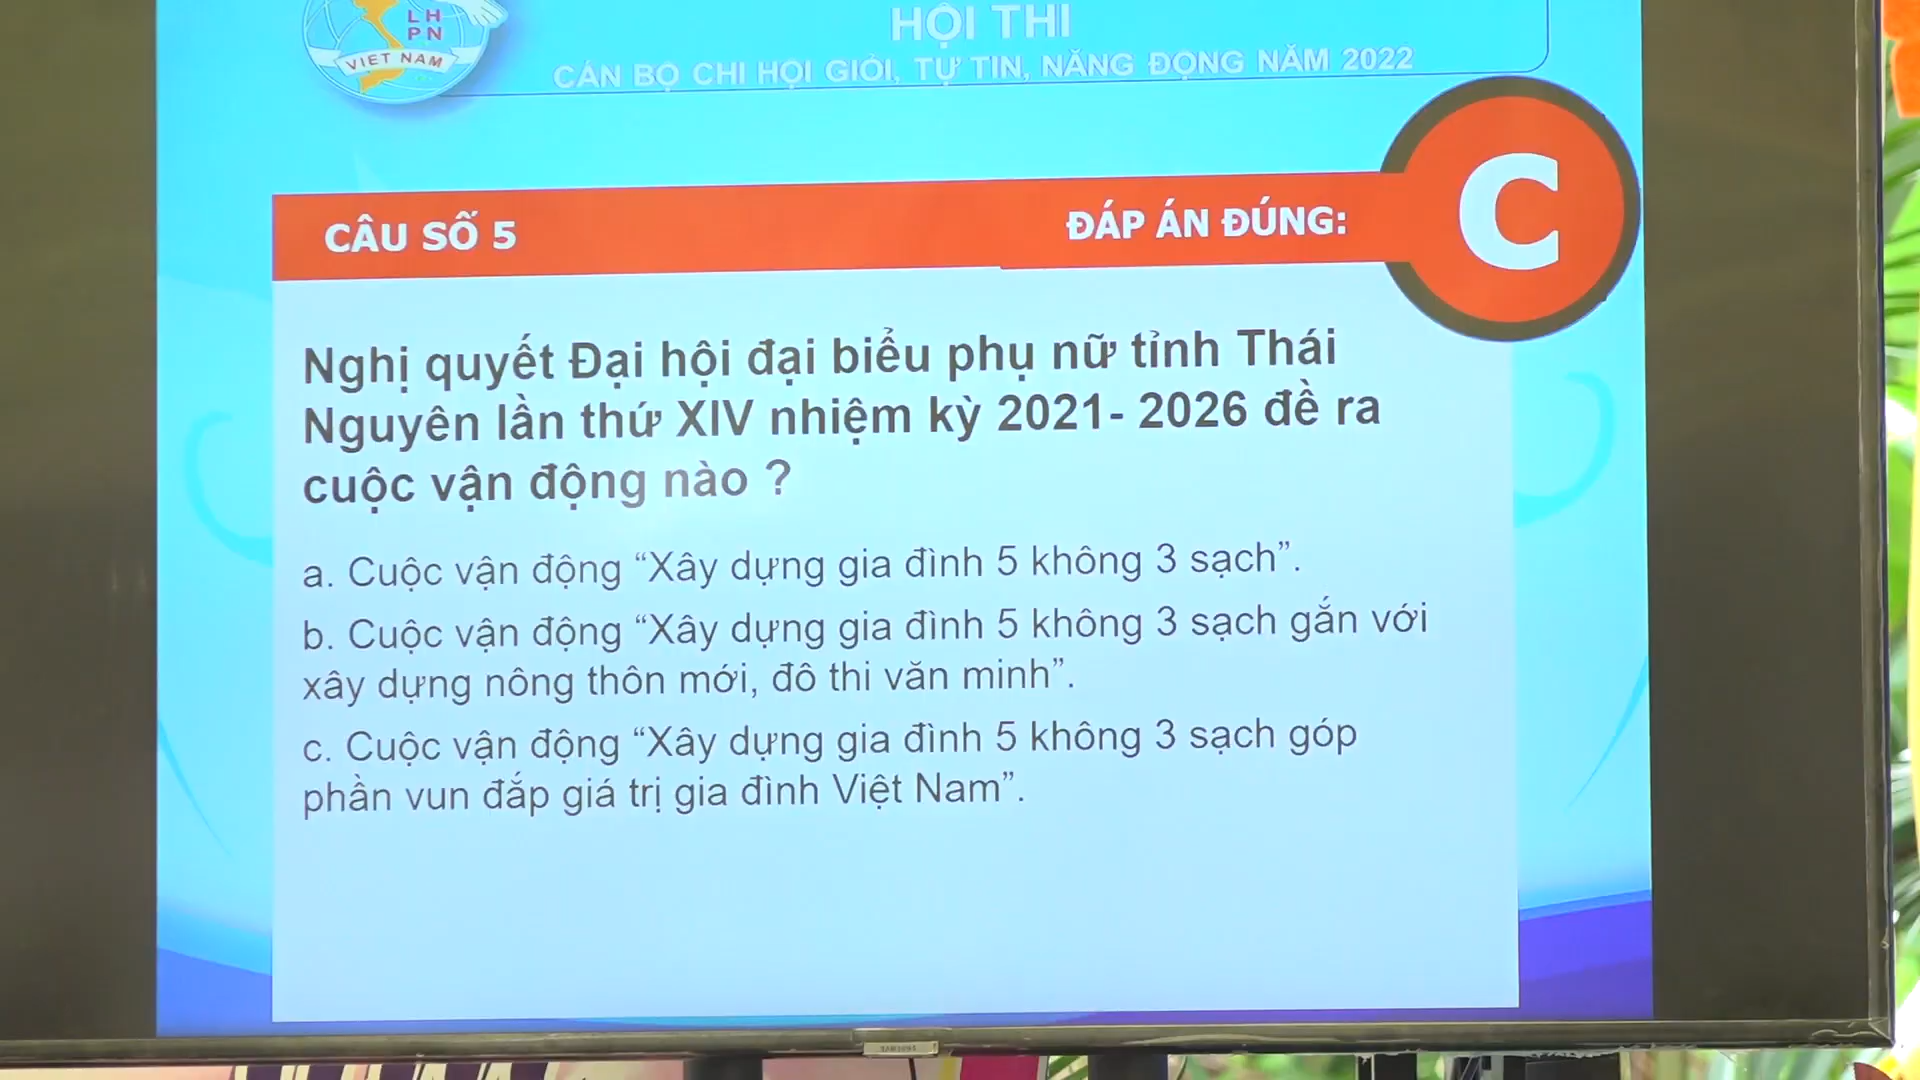 LH
PN
VIET NAM
HỘI THI
CÁN BỘ CHI HỘI GIỎI, TỰ TIN, NĂNG ĐỘNG NĂM 2022
CÂU SỐ 5
ĐÁP ÁN ĐÚNG:
C
Nghị quyết Đại hội đại biểu phụ nữ tỉnh Thái
Nguyên lần thứ XIV nhiệm kỳ 2021- 2026 đề ra
cuộc vận động nào ?
a. Cuộc vận động “Xây dựng gia đình 5 không 3 sạch”.
b. Cuộc vận động “Xây dựng gia đình 5 không 3 sạch gắn với
xây dựng nông thôn mới, đô thi văn minh”.
c. Cuộc vận động “Xây dựng gia đình 5 không 3 sạch góp
phần vun đắp giá trị gia đình Việt Nam”.
SAMSUNG